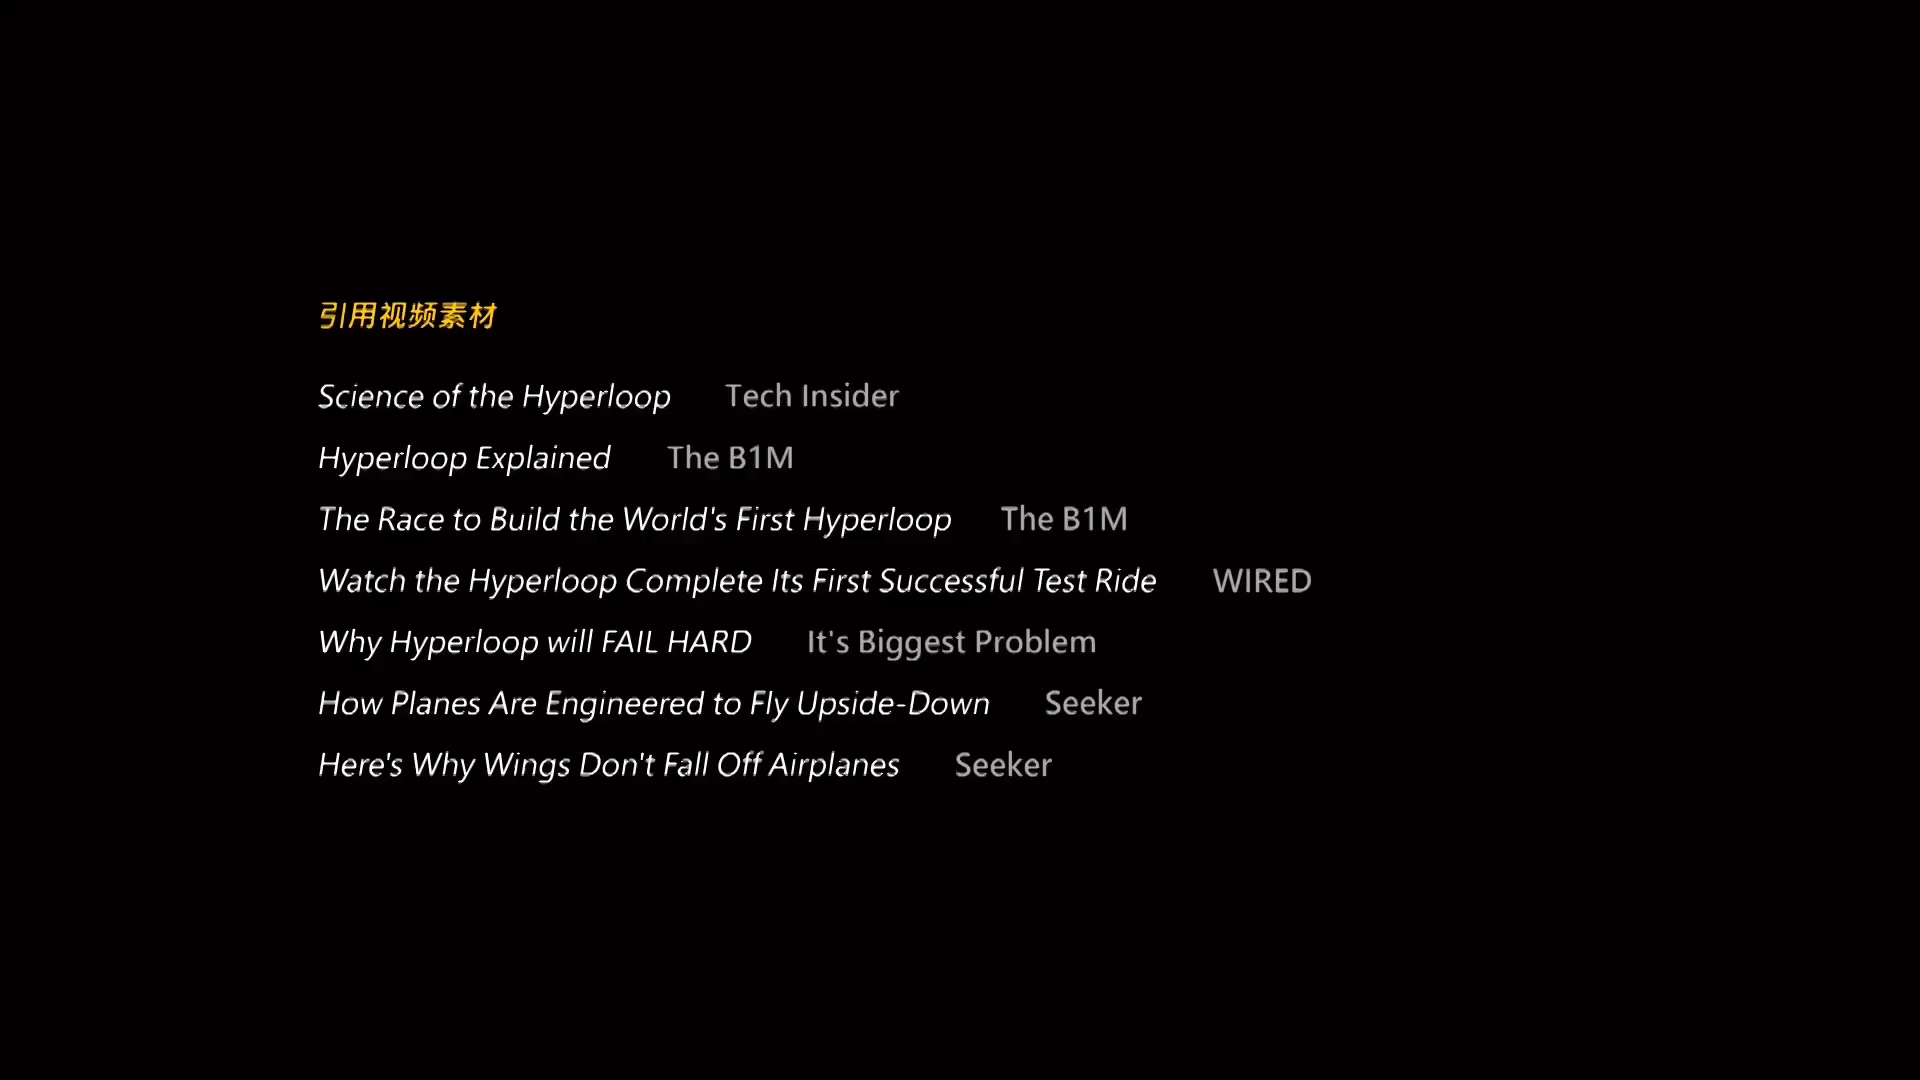 引用视频素材
Science of the Hyperloop Tech Insider
Hyperloop Explained The B1M
The Race to Build the World's First Hyperloop The B1M
Watch the Hyperloop Complete Its First Successful Test Ride WIRED
Why Hyperloop will FAIL HARD It's Biggest Problem
How Planes Are Engineered to Fly Upside-Down Seeker
Here's Why Wings Don't Fall Off Airplanes Seeker